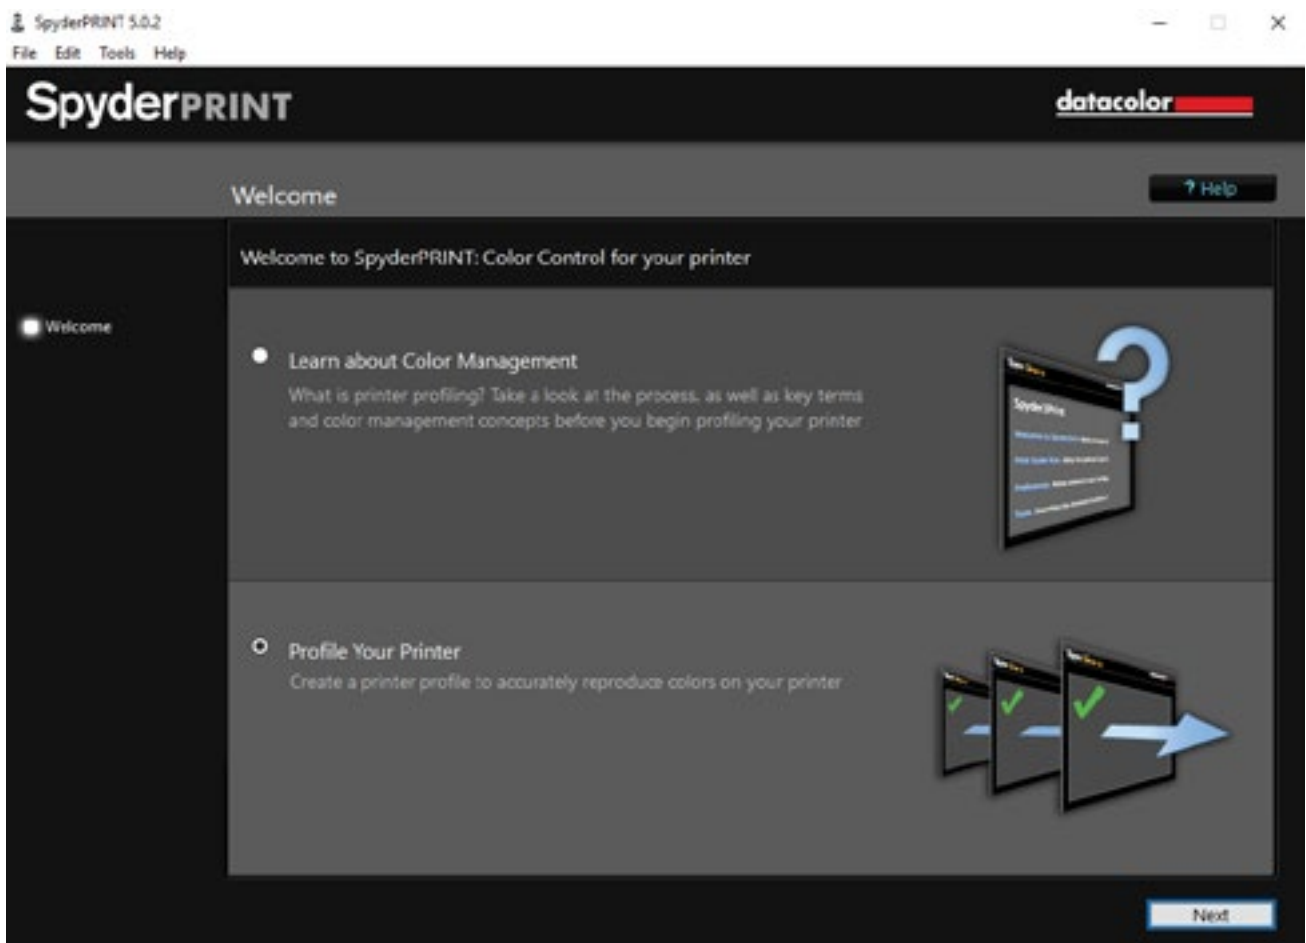 SpyderPRINT 5.0.2
File Edit Tools Help
SpyderPRINT
datacolor
Welcome
? Help
Welcome to SpyderPRINT: Color Control for your printer
Welcome
Learn about Color Management
What is printer profiling? Take a look at the process, as well as key terms
and color management concepts before you begin profiling your printer
SpyderPrint
Profile Your Printer
Create a printer profile to accurately reproduce colors on your printer
Next